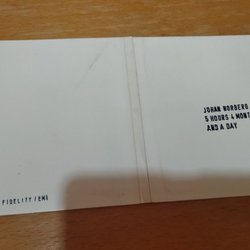 JOHAN NORBERG
5 HOURS 4 MONT
AND A DAY
FIDELITY/EMI